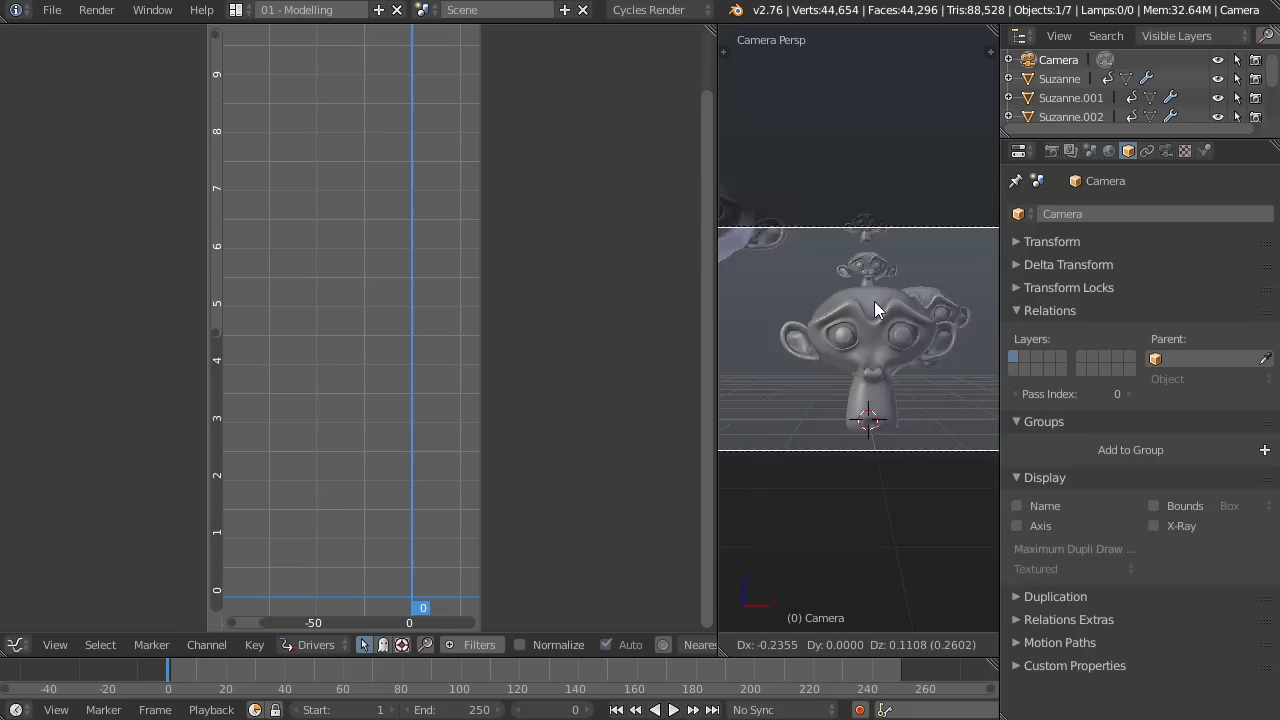 File Render Window Help 01 - Modelling Scene Cycles Render v2.76 | Verts:44,654 | Faces:44,296 | Tris:88,528 | Objects:1/7 | Lamps:0/0 | Mem:32.64M | Camera
View Search Visible Layers
Camera Persp
Camera
Suzanne
Suzanne.001
Suzanne.002
9
8
7
6
5
4
3
2
1
0
-50 0
0
Camera
Camera
Transform
Delta Transform
Transform Locks
Relations
Layers: Parent:
Object
Pass Index: 0
Groups
Add to Group
Display
Name Bounds Box
Axis X-Ray
Maximum Dupli Draw ...
Textured
Duplication
Relations Extras
Motion Paths
Custom Properties
(0) Camera
View Select Marker Channel Key Drivers Filters Normalize Auto Neares
Dx: -0.2355 Dy: 0.0000 Dz: 0.1108 (0.2602)
-40 -20 0 20 40 60 80 100 120 140 160 180 200 220 240 260
View Marker Frame Playback Start: 1 End: 250 0 No Sync